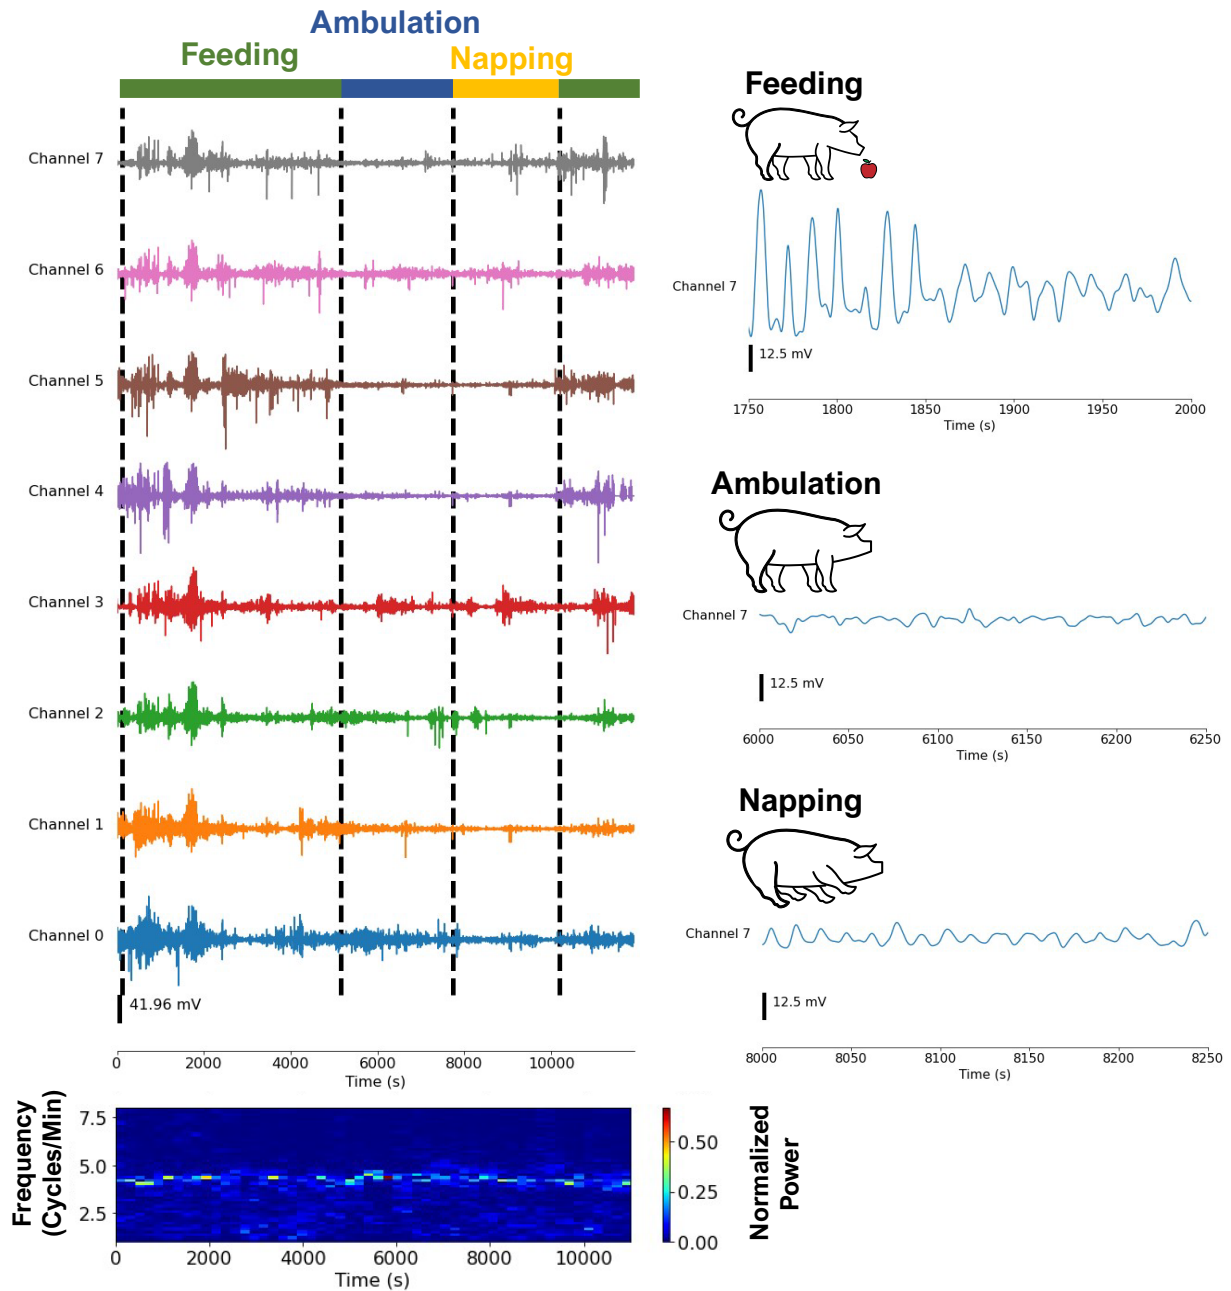 Ambulation
Feeding
Napping
Channel 7
Channel 6
Channel 5
Channel 4
Channel 3
Channel 2
Channel 1
Channel 0
41.96 mV
0 2000 4000 6000 8000 10000
Time (s)
Frequency
(Cycles/Min)
7.5
5.0
2.5
0 2000 4000 6000 8000 10000
Time (s)
0.50
0.25
0.00
Normalized
Power
Feeding
Channel 7
12.5 mV
1750 1800 1850 1900 1950 2000
Time (s)
Ambulation
Channel 7
12.5 mV
6000 6050 6100 6150 6200 6250
Time (s)
Napping
Channel 7
12.5 mV
8000 8050 8100 8150 8200 8250
Time (s)